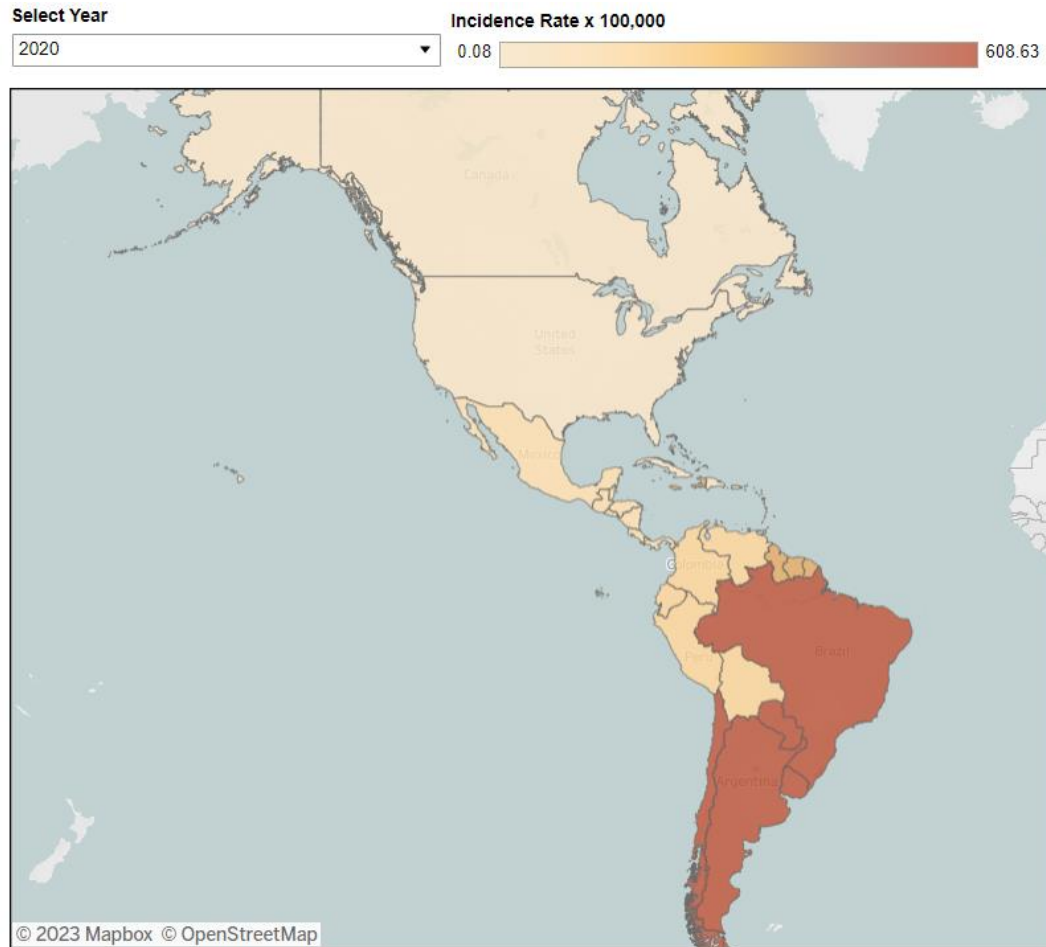 Select Year
Incidence Rate x 100,000
2020
0.08
608.63
Canada
United
States
Mexico
Colombia
Peru
Brazil
Argentina
© 2023 Mapbox © OpenStreetMap